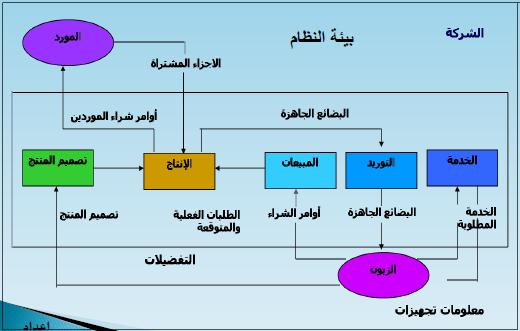 المورد
بيئة النظام
الشركة
الاجزاء المشتراة
أوامر شراء الموردين
البضائع الجاهزة
تصميم المنتج
الإنتاج
المبيعات
التوريد
الخدمة
تصميم المنتج
الطلبات الفعلية
والمتوقعة
أوامر الشراء
البضائع الجاهزة
الخدمة
المطلوبة
التفضيلات
الزبون
معلومات تجهيزات
اعداد